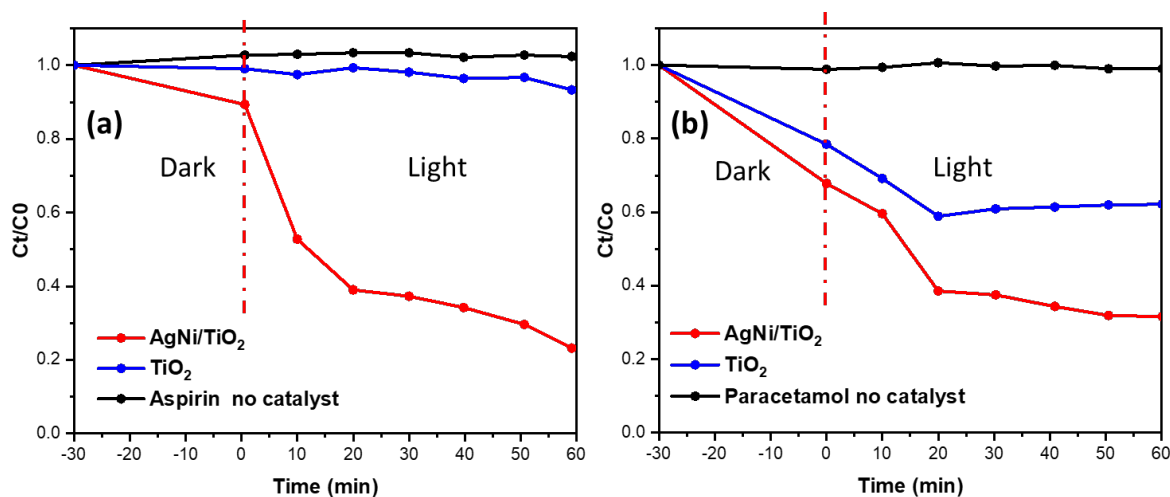 (a)
Dark
Light
AgNi/TiO₂
TiO₂
Aspirin no catalyst
Ct/C0
1.0
0.8
0.6
0.4
0.2
0.0
-30
-20
-10
0
10
20
30
40
50
60
Time (min)
(b)
Dark
Light
AgNi/TiO₂
TiO₂
Paracetamol no catalyst
Ct/Co
1.0
0.8
0.6
0.4
0.2
0.0
-30
-20
-10
0
10
20
30
40
50
60
Time (min)